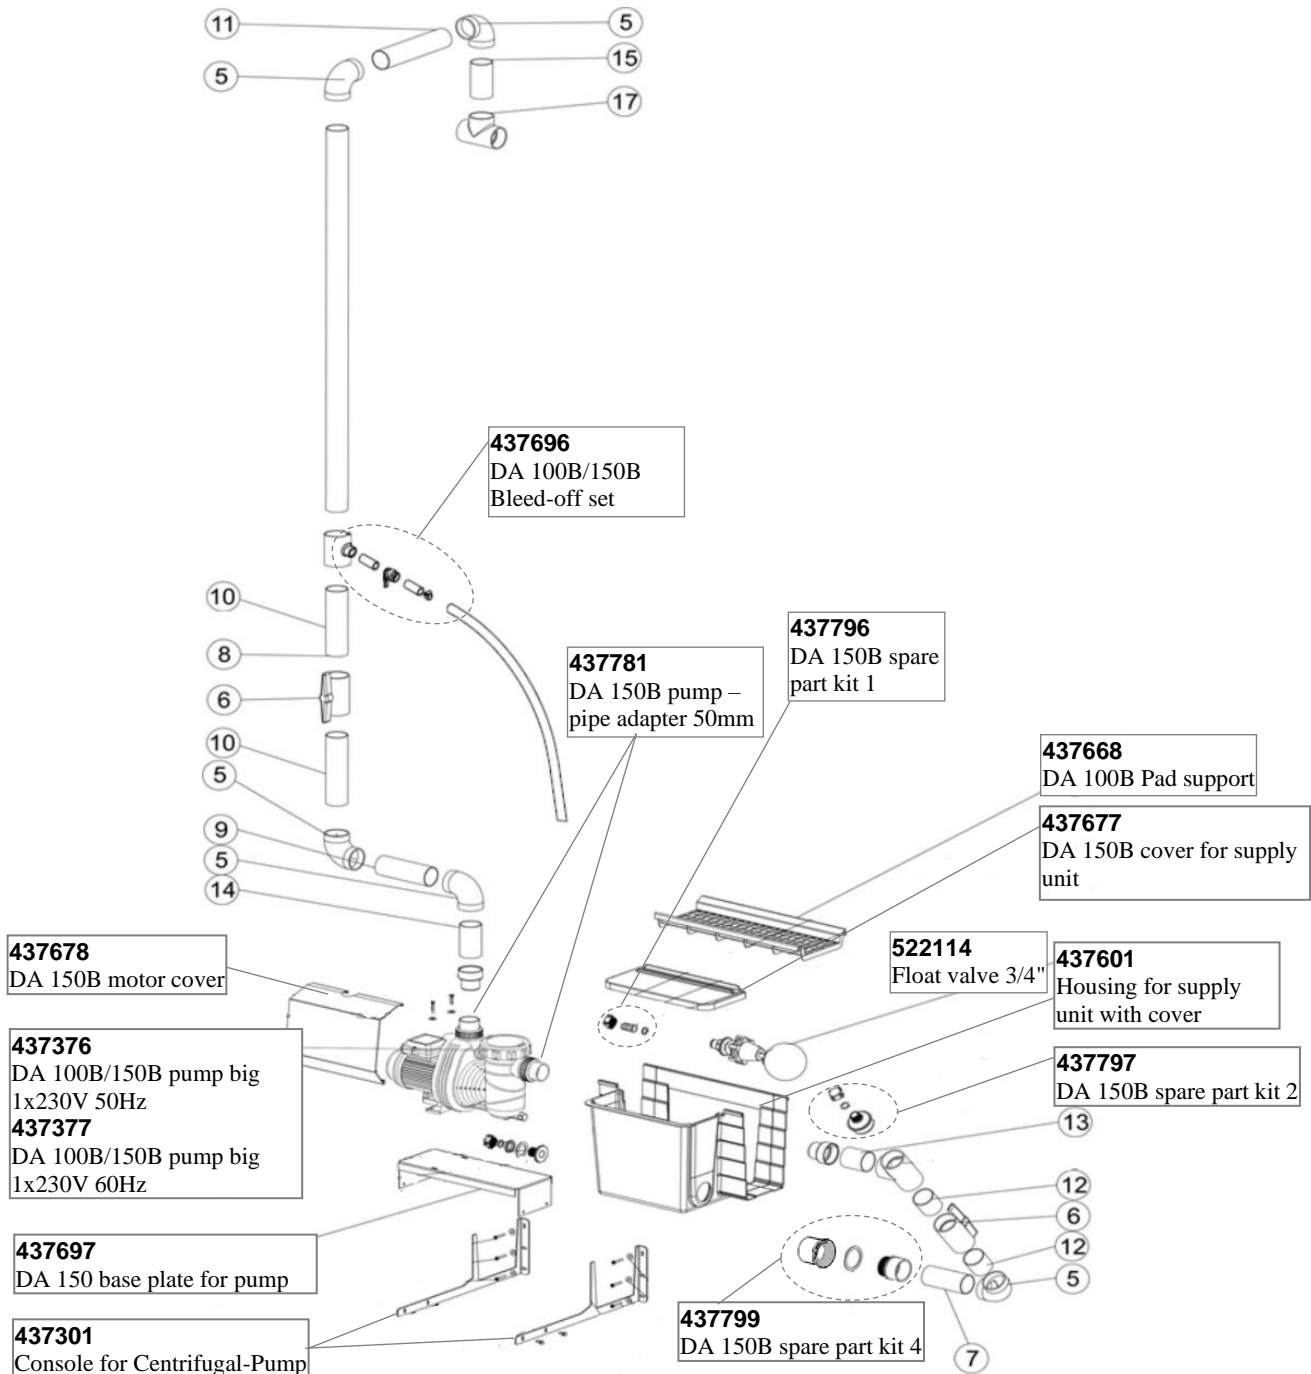 11
5
5
15
17
437696
DA 100B/150B
Bleed-off set
10
8
6
10
5
9
5
14
437781
DA 150B pump –
pipe adapter 50mm
437796
DA 150B spare
part kit 1
437668
DA 100B Pad support
437677
DA 150B cover for supply
unit
437678
DA 150B motor cover
522114
Float valve 3/4"
437601
Housing for supply
unit with cover
437376
DA 100B/150B pump big
1x230V 50Hz
437377
DA 100B/150B pump big
1x230V 60Hz
437797
DA 150B spare part kit 2
13
12
6
12
5
437697
DA 150 base plate for pump
437799
DA 150B spare part kit 4
7
437301
Console for Centrifugal-Pump